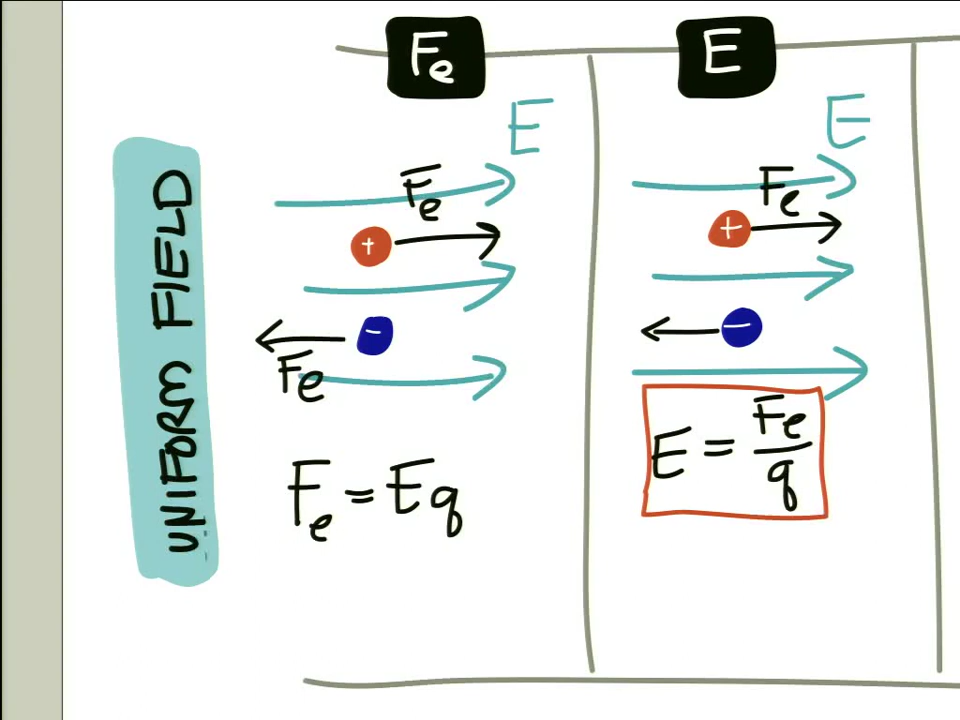 UNIFORM FIELD
Fe
E
Fe
+
-
Fe
Fe = Eq
E
E
Fe
+
-
E = Fe/q